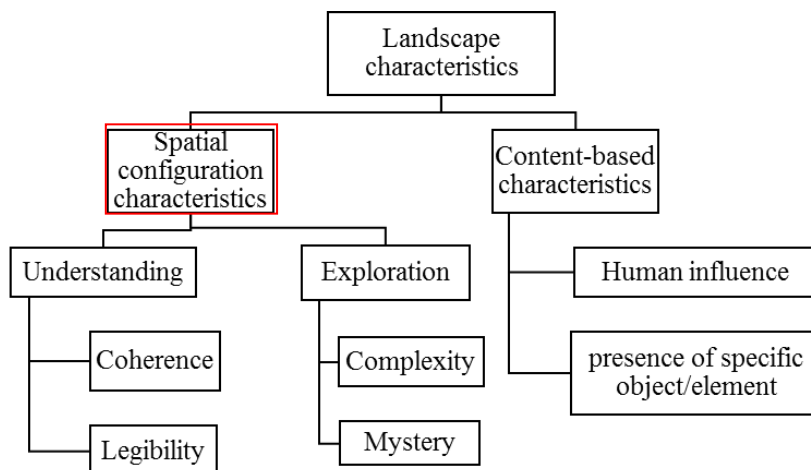 Landscape
characteristics
Spatial
configuration
characteristics
Content-based
characteristics
Understanding
Exploration
Human influence
Coherence
Complexity
presence of specific
object/element
Legibility
Mystery